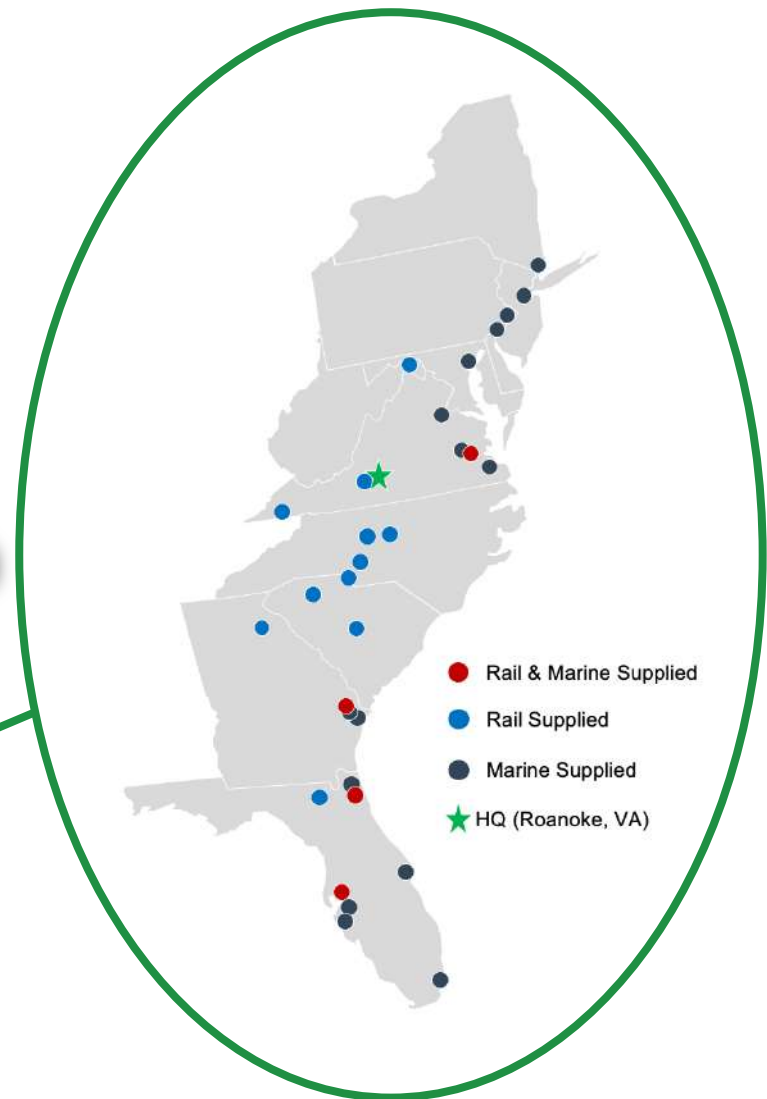 Rail & Marine Supplied
Rail Supplied
Marine Supplied
HQ (Roanoke, VA)